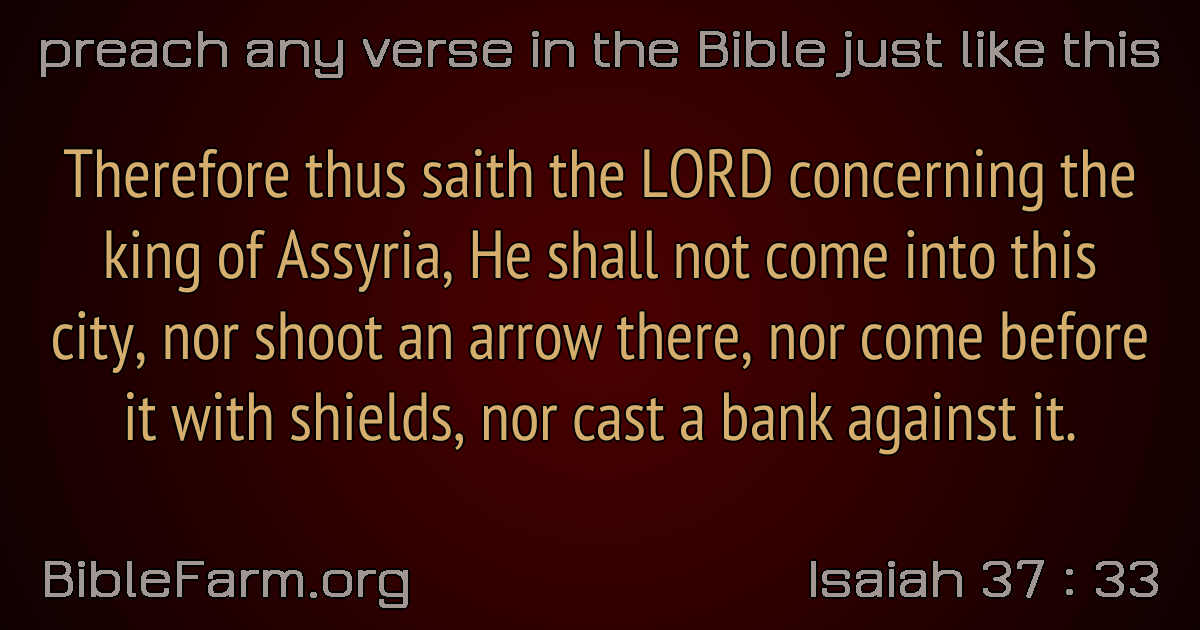 preach any verse in the Bible just like this
Therefore thus saith the LORD concerning the
king of Assyria, He shall not come into this
city, nor shoot an arrow there, nor come before
it with shields, nor cast a bank against it.
BibleFarm.org
Isaiah 37 : 33